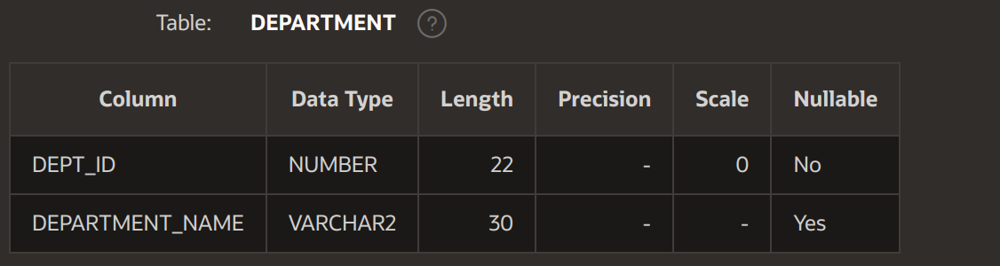 Table: DEPARTMENT ?
Column Data Type Length Precision Scale Nullable
DEPT_ID NUMBER 22 - 0 No
DEPARTMENT_NAME VARCHAR2 30 - - Yes